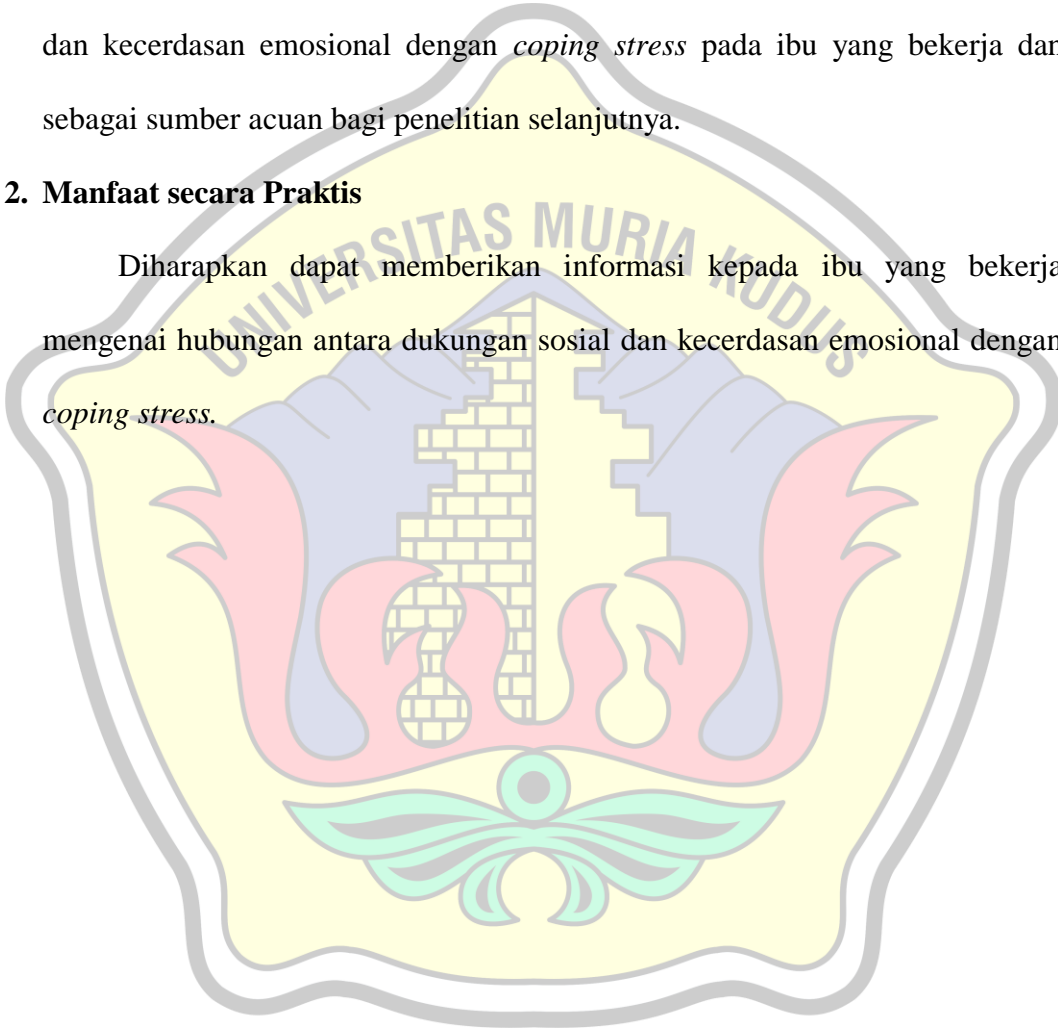 dan kecerdasan emosional dengan coping stress pada ibu yang bekerja dan
sebagai sumber acuan bagi penelitian selanjutnya.
2. Manfaat secara Praktis
UNIVERSITAS MURIA KUDUS
Diharapkan dapat memberikan informasi kepada ibu yang bekerja
mengenai hubungan antara dukungan sosial dan kecerdasan emosional dengan
coping stress.